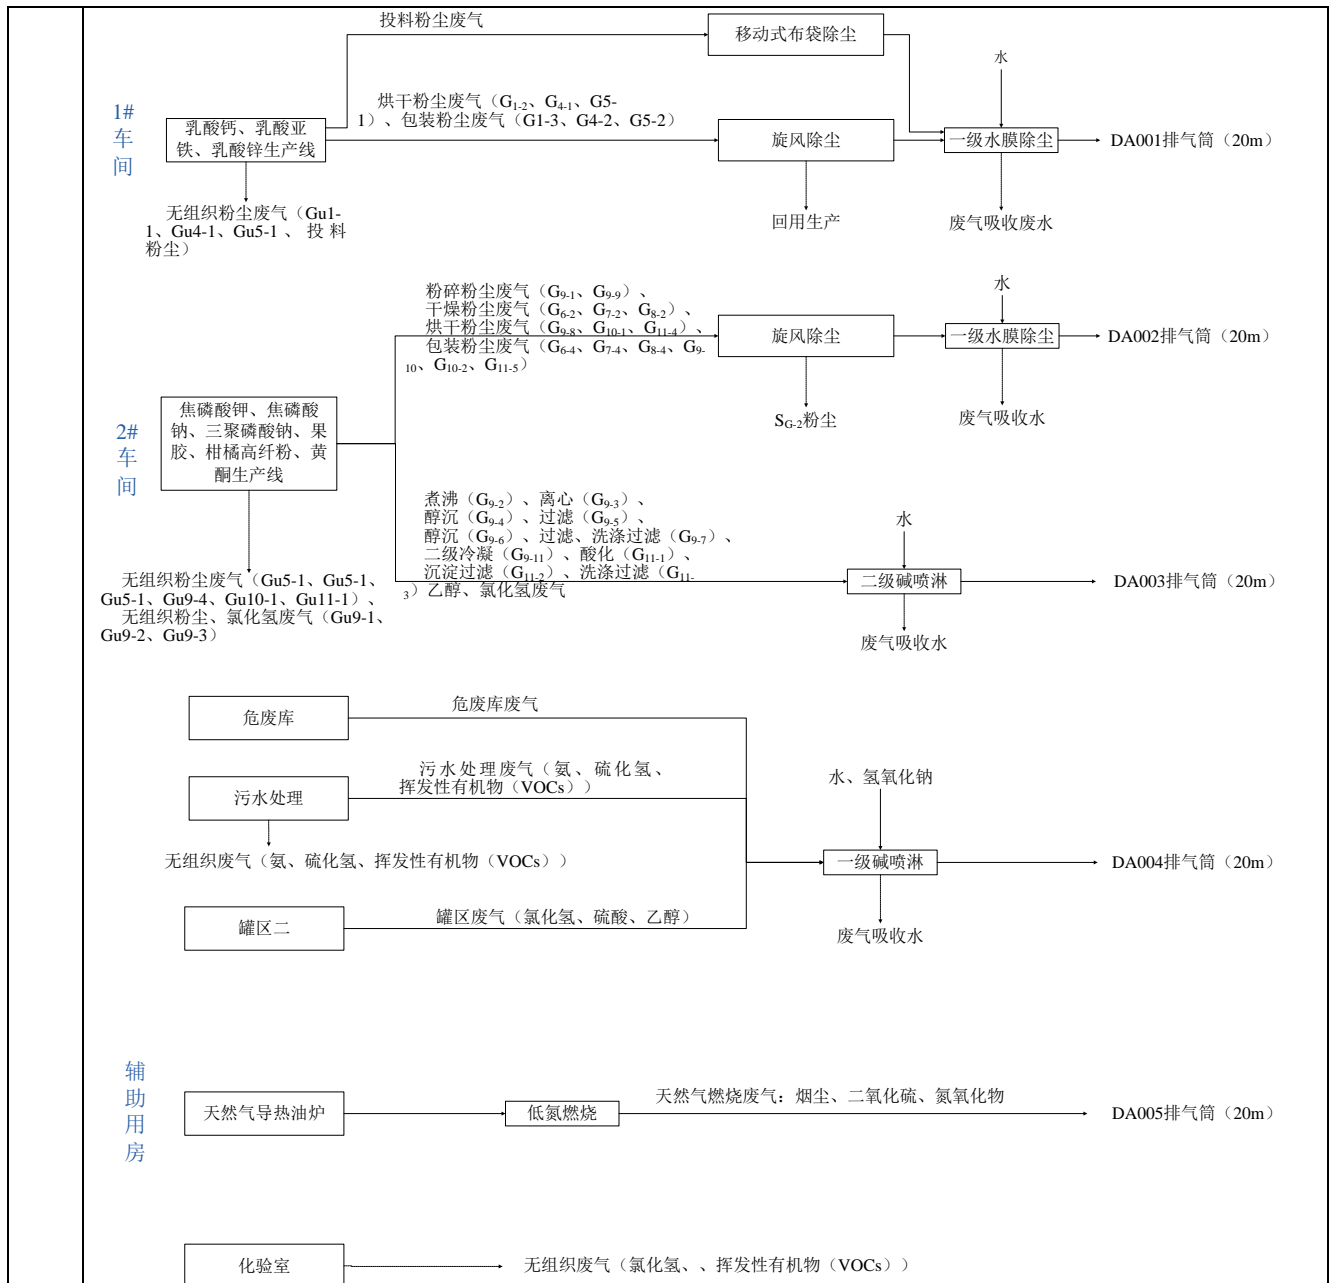 投料粉尘废气
移动式布袋除尘
水
1#
车
间
烘干粉尘废气（G1-2、G4-1、G5-
1）、包装粉尘废气（G1-3、G4-2、G5-2）
乳酸钙、乳酸亚
铁、乳酸锌生产线
旋风除尘
一级水膜除尘
DA001排气筒（20m）
无组织粉尘废气（Gu1-
1、Gu4-1、Gu5-1 、 投 料
粉尘）
回用生产
废气吸收废水
粉碎粉尘废气（G9-1、G9-9）、
干燥粉尘废气（G6-2、G7-2、G8-2）、
烘干粉尘废气（G9-8、G10-1、G11-4）、
包装粉尘废气（G6-4、G7-4、G8-4、G9-
10、G10-2、G11-5）
水
旋风除尘
一级水膜除尘
DA002排气筒（20m）
SG-2粉尘
废气吸收水
2#
车
间
焦磷酸钾、焦磷酸
钠、三聚磷酸钠、果
胶、柑橘高纤粉、黄
酮生产线
煮沸（G9-2）、离心（G9-3）、
醇沉（G9-4）、过滤（G9-5）、
醇沉（G9-6）、过滤、洗涤过滤（G9-7）、
二级冷凝（G9-11）、酸化（G11-1）、
沉淀过滤（G11-2）、洗涤过滤（G11-
3）乙醇、氯化氢废气
水
二级碱喷淋
DA003排气筒（20m）
废气吸收水
无组织粉尘废气（Gu5-1、Gu5-1、
Gu5-1、Gu9-4、Gu10-1、Gu11-1）、
无组织粉尘、氯化氢废气（Gu9-1、
Gu9-2、Gu9-3）
危废库
危废库废气
污水处理
污水处理废气（氨、硫化氢、
挥发性有机物（VOCs））
水、氢氧化钠
无组织废气（氨、硫化氢、挥发性有机物（VOCs））
一级碱喷淋
DA004排气筒（20m）
罐区二
罐区废气（氯化氢、硫酸、乙醇）
废气吸收水
辅
助
用
房
天然气导热油炉
低氮燃烧
天然气燃烧废气：烟尘、二氧化硫、氮氧化物
DA005排气筒（20m）
化验室
无组织废气（氯化氢、、挥发性有机物（VOCs））